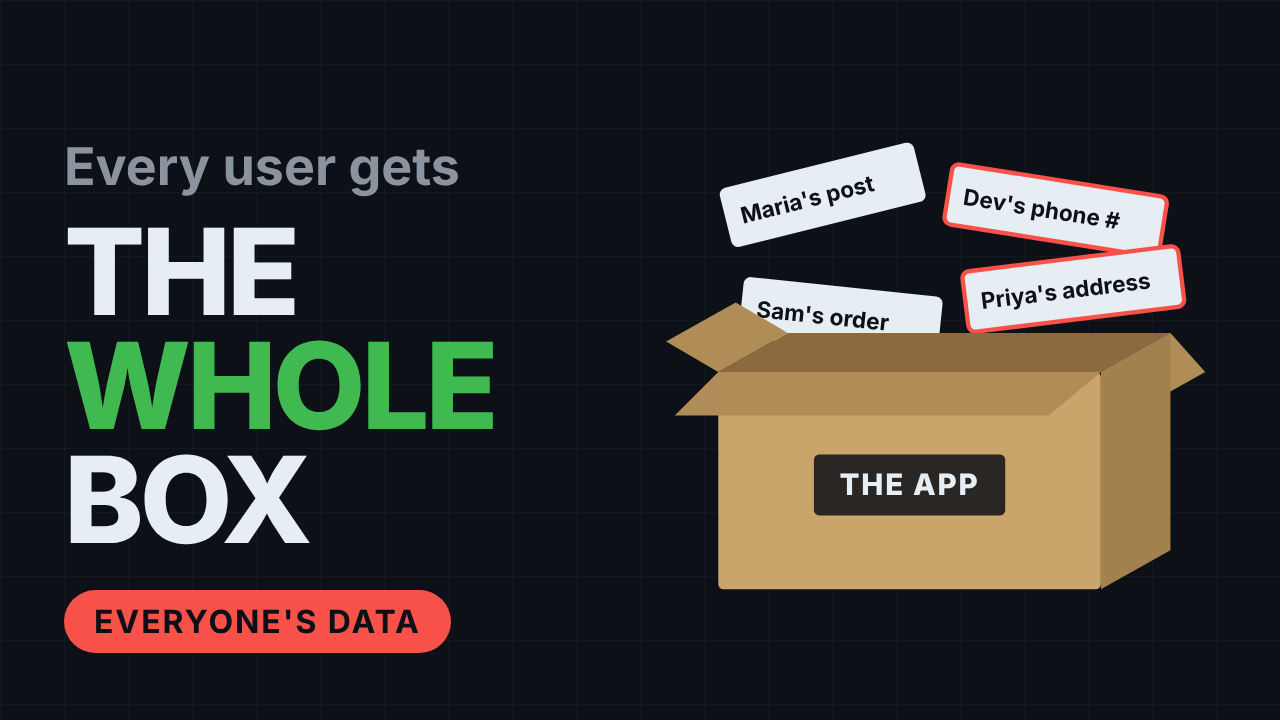 Every user gets
THE
WHOLE
BOX
EVERYONE'S DATA
Maria's post
Dev's phone #
Priya's address
Sam's order
THE APP